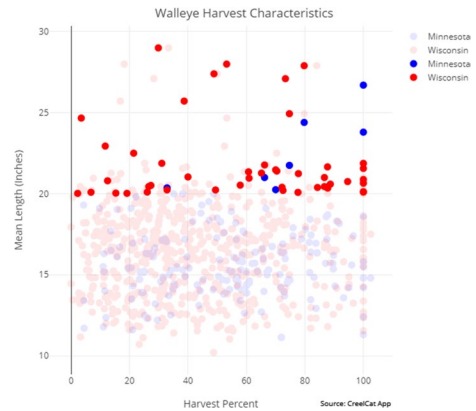 Walleye Harvest Characteristics
Minnesota
Wisconsin
Minnesota
Wisconsin
30
25
20
15
10
Mean Length (Inches)
0
20
40
60
80
100
Harvest Percent
Source: CreelCat App